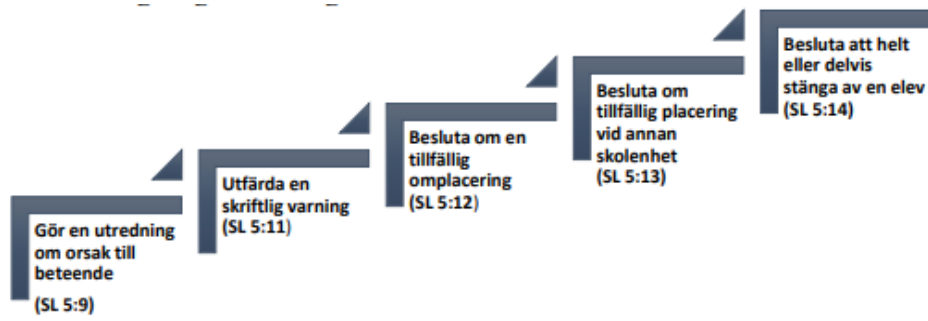 Gör en utredning
om orsak till
beteende
(SL 5:9)
Utfärda en
skriftlig varning
(SL 5:11)
Besluta om en
tillfällig
omplacering
(SL 5:12)
Besluta om
tillfällig placering
vid annan
skolenhet
(SL 5:13)
Besluta att helt
eller delvis
stänga av en elev
(SL 5:14)